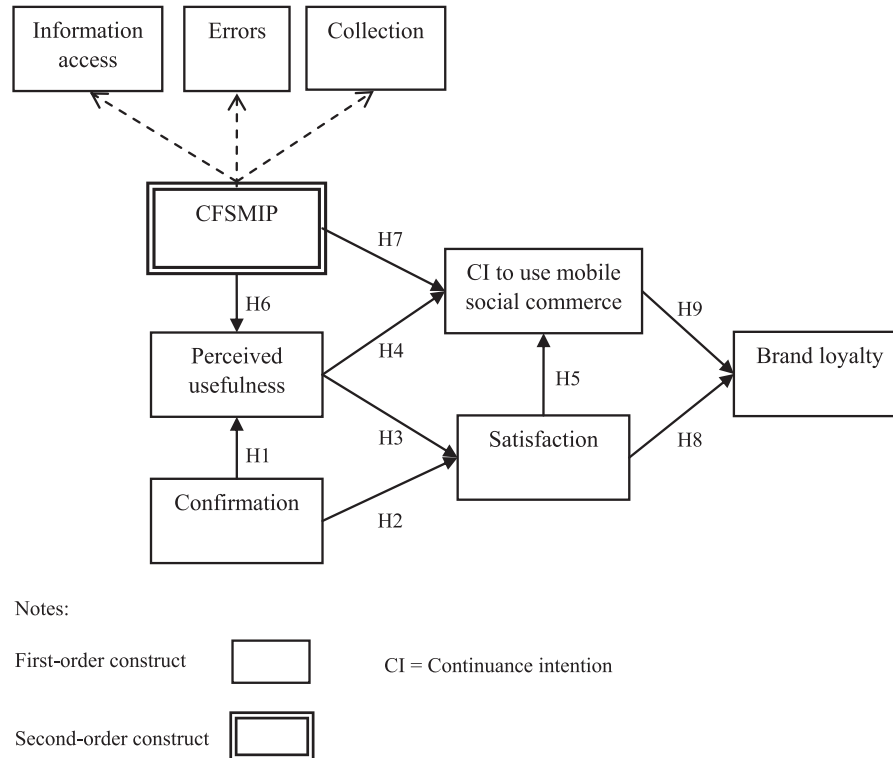 Information
access
Errors
Collection
CFSMIP
H7
CI to use mobile
social commerce
H6
H9
H4
Perceived
usefulness
Brand loyalty
H5
H3
Satisfaction
H8
H1
Confirmation
H2
Notes:
First-order construct
CI = Continuance intention
Second-order construct